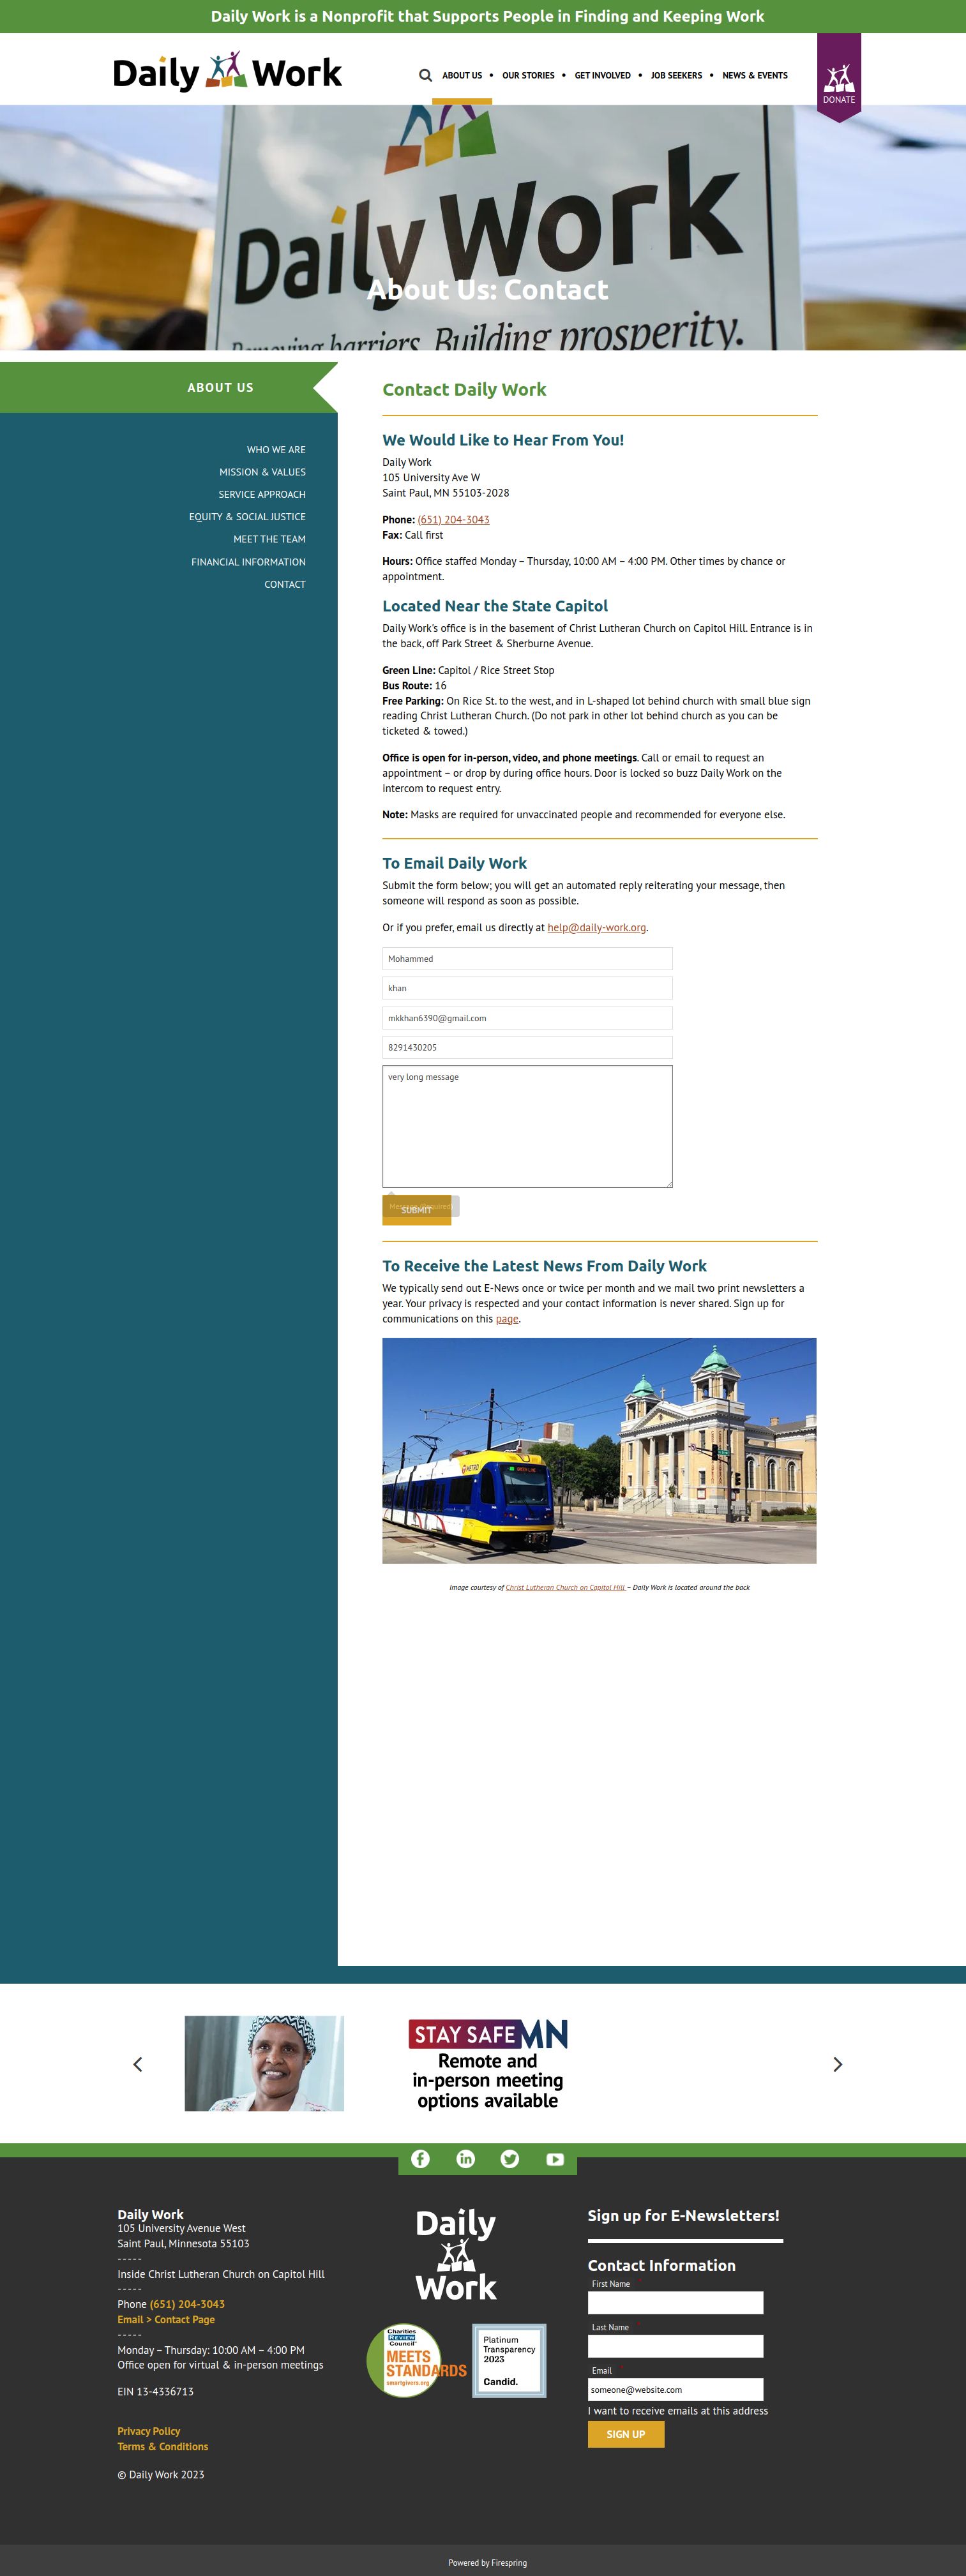 Daily Work is a Nonprofit that Supports People in Finding and Keeping Work
Daily Work
ABOUT US • OUR STORIES • GET INVOLVED • JOB SEEKERS • NEWS & EVENTS
DONATE
Daily Work
About Us: Contact
barriers. Building prosperity.
ABOUT US
WHO WE ARE
MISSION & VALUES
SERVICE APPROACH
EQUITY & SOCIAL JUSTICE
MEET THE TEAM
FINANCIAL INFORMATION
CONTACT
Contact Daily Work
We Would Like to Hear From You!
Daily Work
105 University Ave W
Saint Paul, MN 55103-2028
Phone: (651) 204-3043
Fax: Call first
Hours: Office staffed Monday – Thursday, 10:00 AM – 4:00 PM. Other times by chance or
appointment.
Located Near the State Capitol
Daily Work's office is in the basement of Christ Lutheran Church on Capitol Hill. Entrance is in
the back, off Park Street & Sherburne Avenue.
Green Line: Capitol / Rice Street Stop
Bus Route: 16
Free Parking: On Rice St. to the west, and in L-shaped lot behind church with small blue sign
reading Christ Lutheran Church. (Do not park in other lot behind church as you can be
ticketed & towed.)
Office is open for in-person, video, and phone meetings. Call or email to request an
appointment – or drop by during office hours. Door is locked so buzz Daily Work on the
intercom to request entry.
Note: Masks are required for unvaccinated people and recommended for everyone else.
To Email Daily Work
Submit the form below; you will get an automated reply reiterating your message, then
someone will respond as soon as possible.
Or if you prefer, email us directly at help@daily-work.org.
Mohammed
khan
mkkhan6390@gmail.com
8291430205
very long message
SUBMIT
To Receive the Latest News From Daily Work
We typically send out E-News once or twice per month and we mail two print newsletters a
year. Your privacy is respected and your contact information is never shared. Sign up for
communications on this page.
Image courtesy of Christ Lutheran Church on Capitol Hill – Daily Work is located around the back
STAY SAFE MN
Remote and
in-person meeting
options available
Daily Work
105 University Avenue West
Saint Paul, Minnesota 55103
-----
Inside Christ Lutheran Church on Capitol Hill
-----
Phone (651) 204-3043
Email > Contact Page
-----
Monday – Thursday: 10:00 AM – 4:00 PM
Office open for virtual & in-person meetings
EIN 13-4336713
Privacy Policy
Terms & Conditions
© Daily Work 2023
Daily
Work
Charities
Review
Council
MEETS
STANDARDS
smartgivers.org
Platinum
Transparency
2023
Candid.
Sign up for E-Newsletters!
Contact Information
First Name
Last Name
Email
someone@website.com
I want to receive emails at this address
SIGN UP
Powered by Firespring